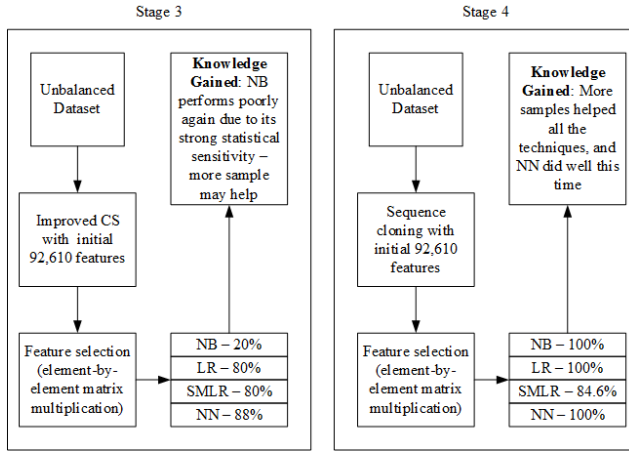 Stage 3
Unbalanced
Dataset
Improved CS
with initial
92,610 features
Feature selection
(element-by-
element matrix
multiplication)
NB – 20%
LR – 80%
SMLR – 80%
NN – 88%
Knowledge
Gained: NB
performs poorly
again due to its
strong statistical
sensitivity –
more sample
may help
Stage 4
Unbalanced
Dataset
Sequence
cloning with
initial 92,610
features
Feature selection
(element-by-
element matrix
multiplication)
NB – 100%
LR – 100%
SMLR – 84.6%
NN – 100%
Knowledge
Gained: More
samples helped
all the
techniques, and
NN did well this
time